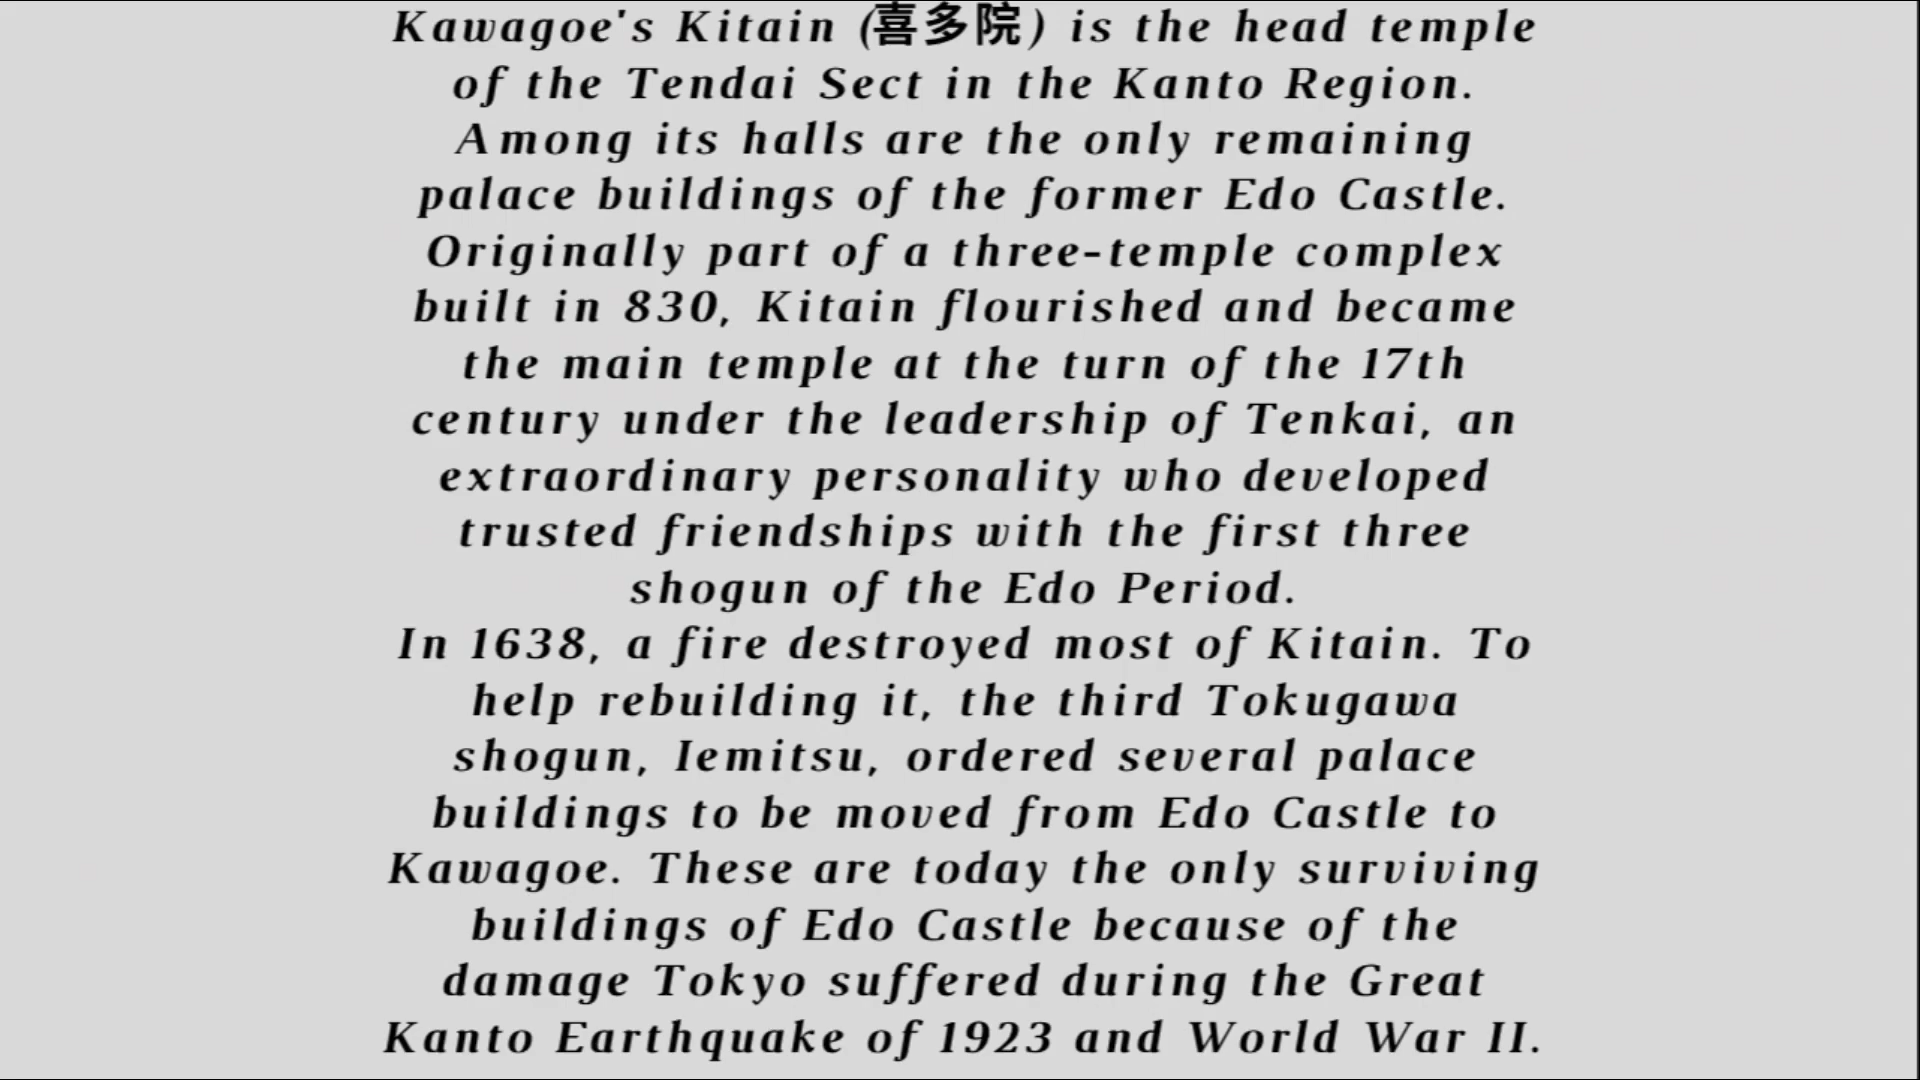 Kawagoe's Kitain (喜多院) is the head temple
of the Tendai Sect in the Kanto Region.
Among its halls are the only remaining
palace buildings of the former Edo Castle.
Originally part of a three-temple complex
built in 830, Kitain flourished and became
the main temple at the turn of the 17th
century under the leadership of Tenkai, an
extraordinary personality who developed
trusted friendships with the first three
shogun of the Edo Period.
In 1638, a fire destroyed most of Kitain. To
help rebuilding it, the third Tokugawa
shogun, Iemitsu, ordered several palace
buildings to be moved from Edo Castle to
Kawagoe. These are today the only surviving
buildings of Edo Castle because of the
damage Tokyo suffered during the Great
Kanto Earthquake of 1923 and World War II.